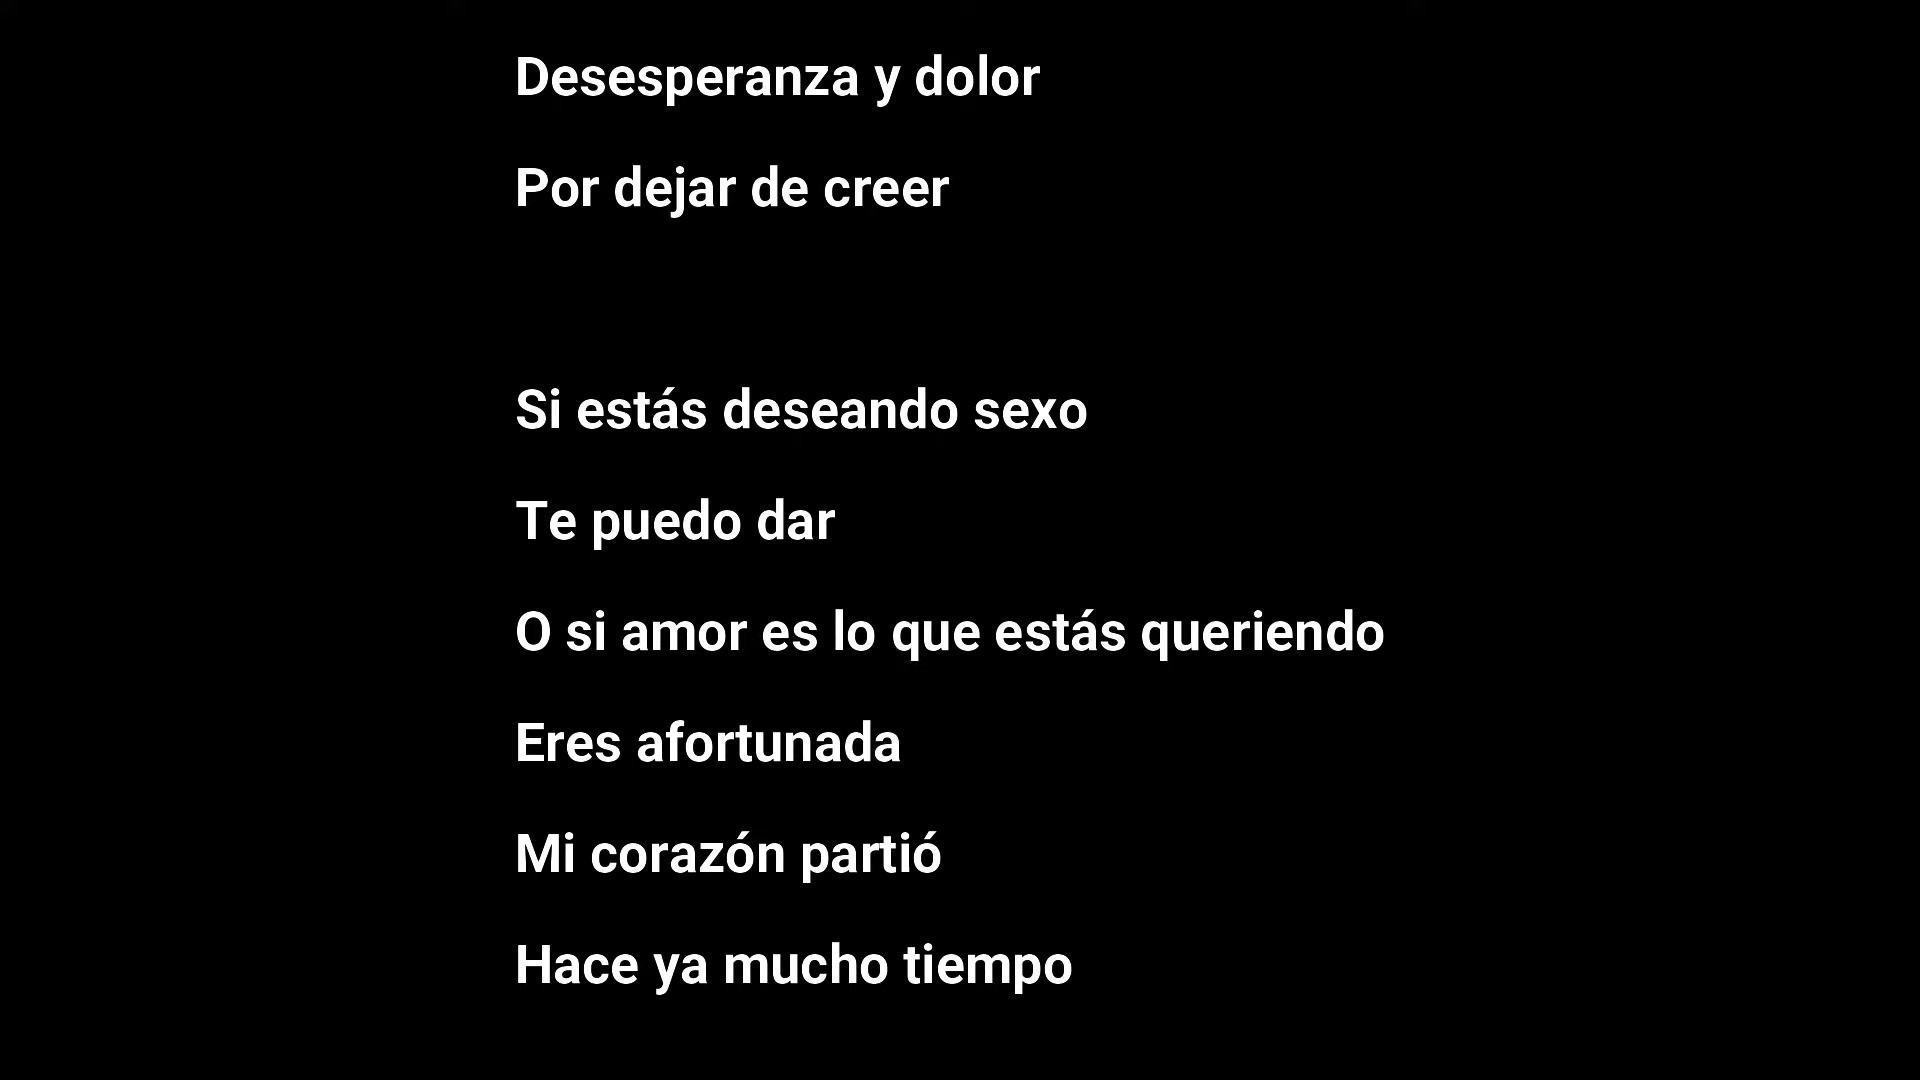 Desesperanza y dolor
Por dejar de creer
Si estás deseando sexo
Te puedo dar
O si amor es lo que estás queriendo
Eres afortunada
Mi corazón partió
Hace ya mucho tiempo